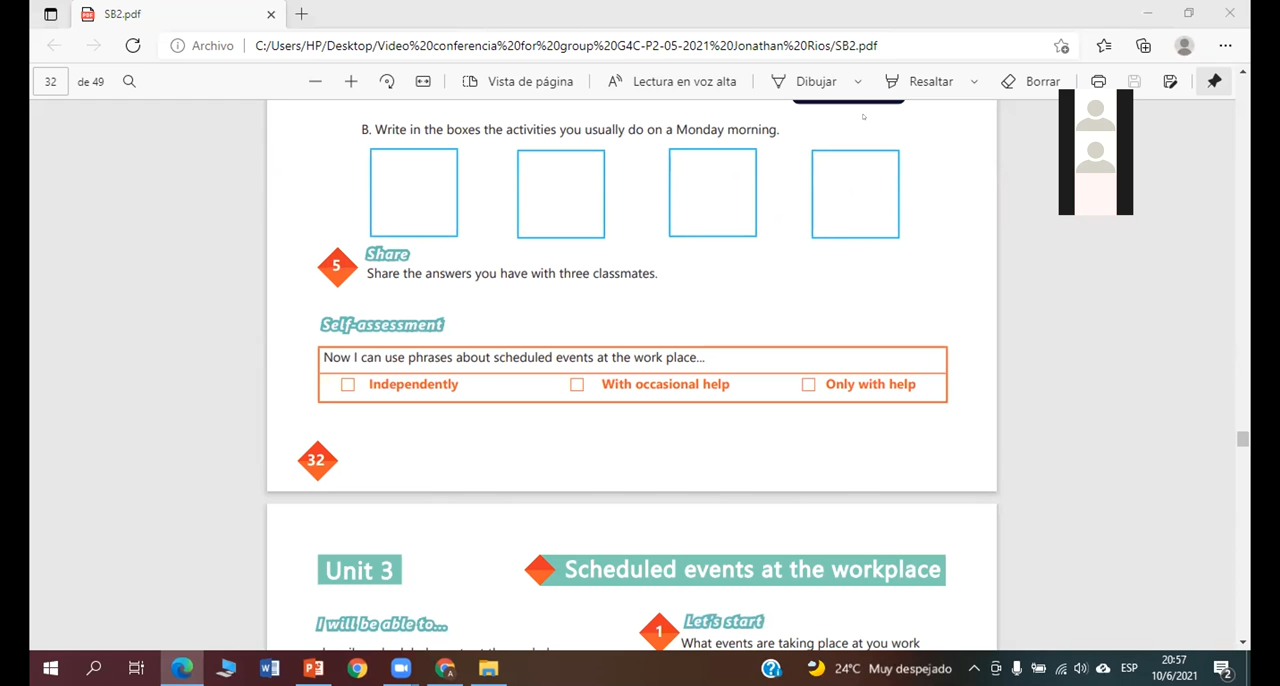 SB2.pdf
Archivo
C:/Users/HP/Desktop/Video%20conferencia%20for%20group%20G4C-P2-05-2021%20Jonathan%20Rios/SB2.pdf
32 de 49
Vista de página
Lectura en voz alta
Dibujar
Resaltar
Borrar
B. Write in the boxes the activities you usually do on a Monday morning.
5
Share
Share the answers you have with three classmates.
Self-assessment
Now I can use phrases about scheduled events at the work place...
Independently
With occasional help
Only with help
32
Unit 3
Scheduled events at the workplace
I will be able to...
1
Let's start
What events are taking place at you work
24°C Muy despejado
ESP
20:57
10/6/2021
2